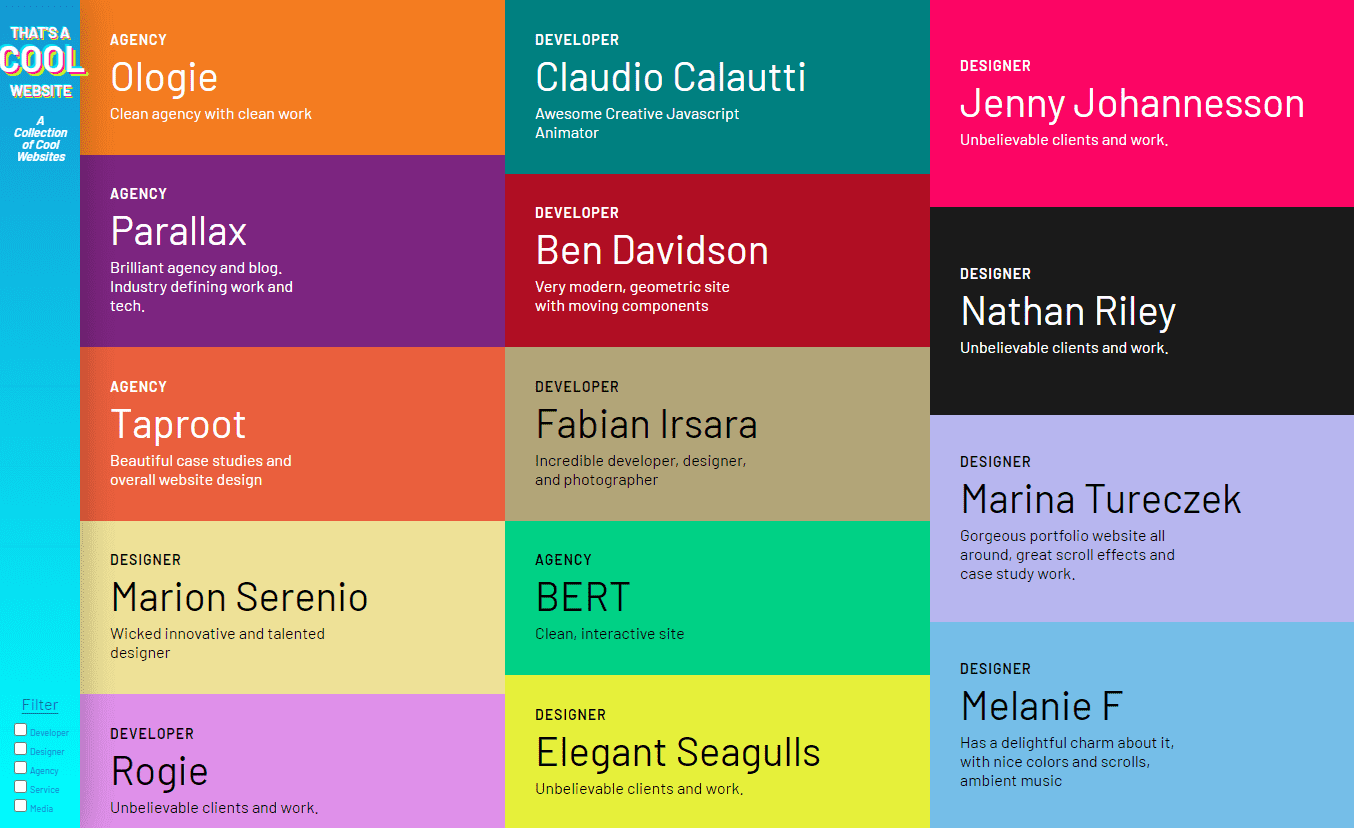 THAT'S A
COOL
WEBSITE
A
Collection
of Cool
Websites
Filter
Developer
Designer
Agency
Service
Media
AGENCY
Ologie
Clean agency with clean work
AGENCY
Parallax
Brilliant agency and blog.
Industry defining work and
tech.
AGENCY
Taproot
Beautiful case studies and
overall website design
DESIGNER
Marion Serenio
Wicked innovative and talented
designer
DEVELOPER
Rogie
Unbelievable clients and work.
DEVELOPER
Claudio Calautti
Awesome Creative Javascript
Animator
DEVELOPER
Ben Davidson
Very modern, geometric site
with moving components
DEVELOPER
Fabian Irsara
Incredible developer, designer,
and photographer
AGENCY
BERT
Clean, interactive site
DESIGNER
Elegant Seagulls
Unbelievable clients and work.
DESIGNER
Jenny Johannesson
Unbelievable clients and work.
DESIGNER
Nathan Riley
Unbelievable clients and work.
DESIGNER
Marina Tureczek
Gorgeous portfolio website all
around, great scroll effects and
case study work.
DESIGNER
Melanie F
Has a delightful charm about it,
with nice colors and scrolls,
ambient music